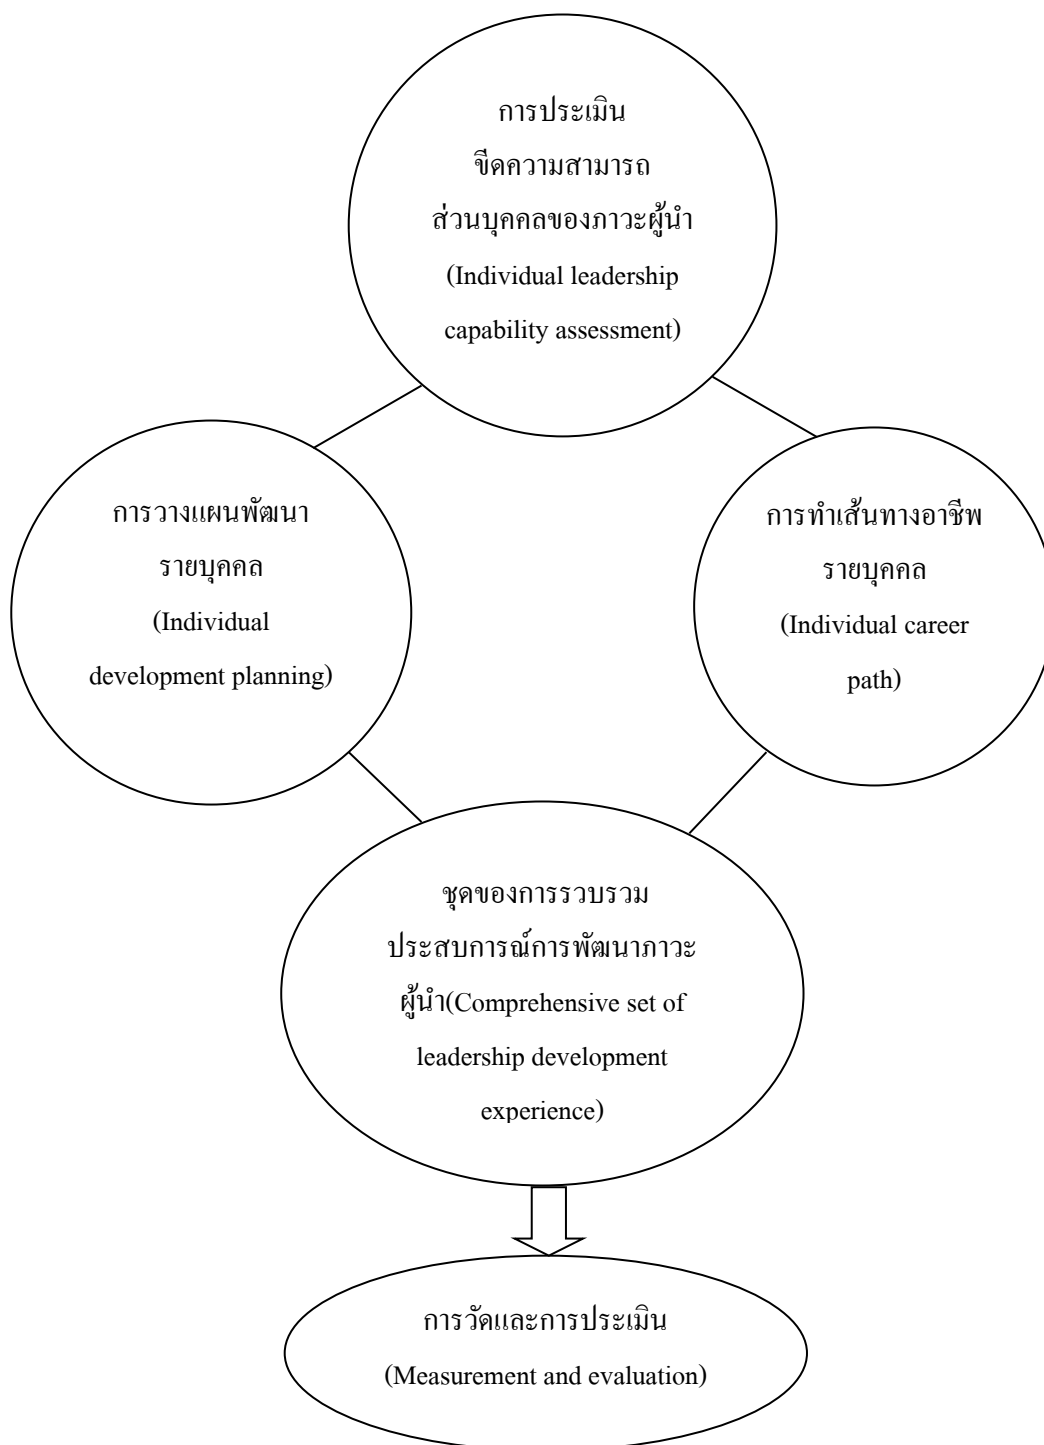 การประเมิน
ขีดความสามารถ
ส่วนบุคคลของภาวะผู้นำ
(Individual leadership
capability assessment)
การวางแผนพัฒนา
รายบุคคล
(Individual
development planning)
การทำเส้นทางอาชีพ
รายบุคคล
(Individual career
path)
ชุดของการรวบรวม
ประสบการณ์การพัฒนาภาวะ
ผู้นำ(Comprehensive set of
leadership development
experience)
การวัดและการประเมิน
(Measurement and evaluation)